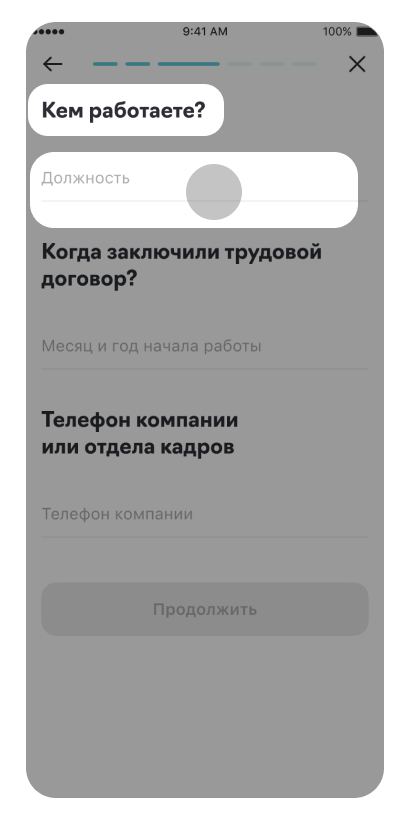 9:41 AM 100%
Кем работаете?
Должность
Когда заключили трудовой
договор?
Месяц и год начала работы
Телефон компании
или отдела кадров
Телефон компании
Продолжить